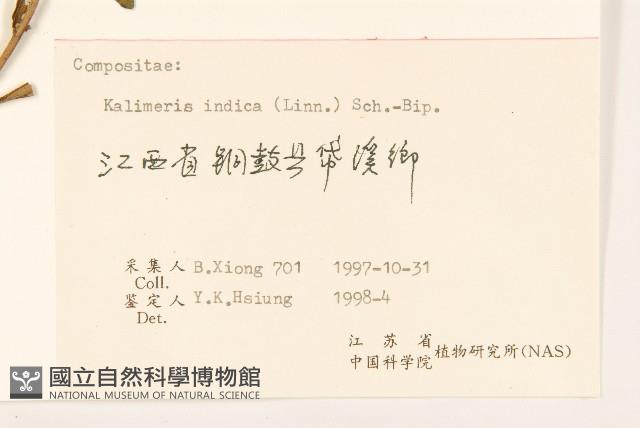 Compositae:
Kalimeris indica (Linn.) Sch.-Bip.
江西省铜鼓县带溪鄉
采集人 B.Xiong 701 1997-10-31
Coll.
鉴定人 Y.K.Hsiung 1998-4
Det.
江苏省
中国科学院 植物研究所(NAS)
國立自然科學博物館
NATIONAL MUSEUM OF NATURAL SCIENCE